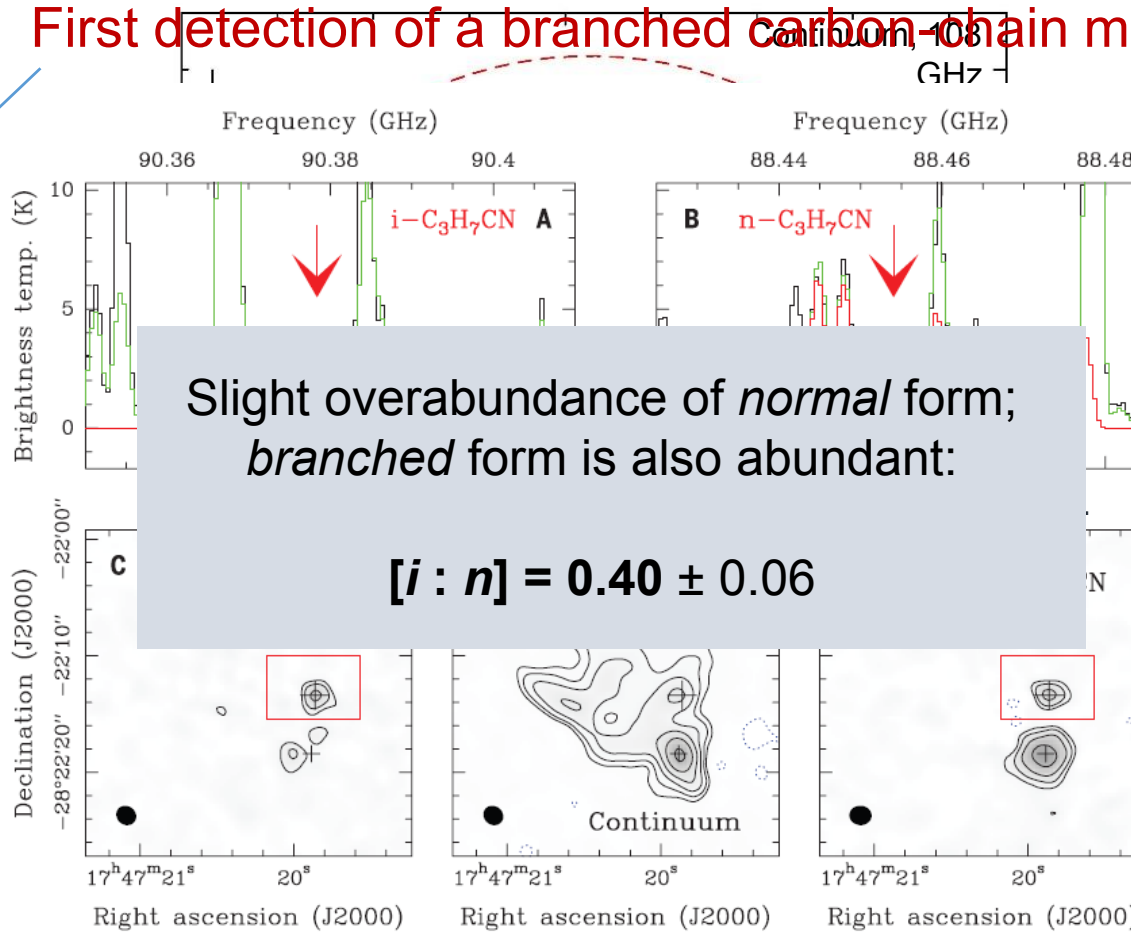 First detection of a branched carbon-chain m
Continuum, 108
GHz
Frequency (GHz)
Frequency (GHz)
90.36 90.38 90.4
88.44 88.46 88.48
Brightness temp. (K)
10
5
0
i−C₃H₇CN A
B n−C₃H₇CN
Slight overabundance of normal form;
branched form is also abundant:
[i : n] = 0.40 ± 0.06
Declination (J2000)
−22'00''
−22'10''
−28°22'20''
C
CN
Continuum
17ʰ47ᵐ21ˢ 20ˢ
17ʰ47ᵐ21ˢ 20ˢ
17ʰ47ᵐ21ˢ 20ˢ
Right ascension (J2000)
Right ascension (J2000)
Right ascension (J2000)